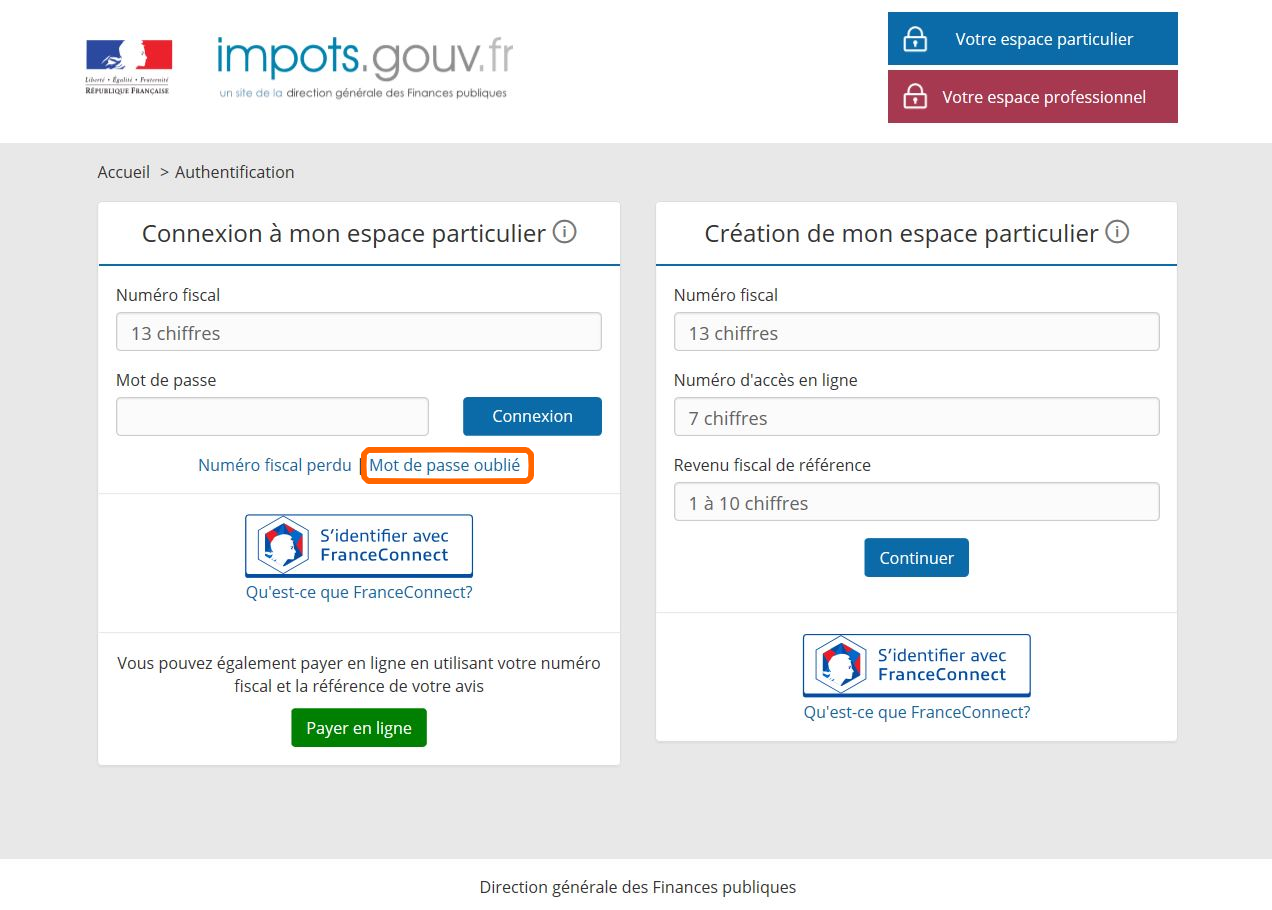 Liberté • Égalité • Fraternité
RÉPUBLIQUE FRANÇAISE
impots.gouv.fr
un site de la direction générale des Finances publiques
Votre espace particulier
Votre espace professionnel
Accueil > Authentification
Connexion à mon espace particulier
Numéro fiscal
13 chiffres
Mot de passe
Connexion
Numéro fiscal perdu | Mot de passe oublié
S'identifier avec
FranceConnect
Qu'est-ce que FranceConnect?
Vous pouvez également payer en ligne en utilisant votre numéro
fiscal et la référence de votre avis
Payer en ligne
Création de mon espace particulier
Numéro fiscal
13 chiffres
Numéro d'accès en ligne
7 chiffres
Revenu fiscal de référence
1 à 10 chiffres
Continuer
S'identifier avec
FranceConnect
Qu'est-ce que FranceConnect?
Direction générale des Finances publiques